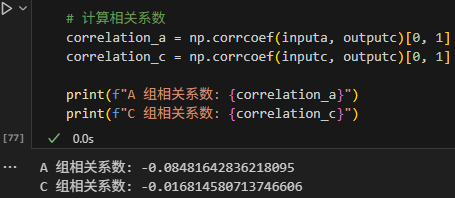 # 计算相关系数
correlation_a = np.corrcoef(inputa, outputc)[0, 1]
correlation_c = np.corrcoef(inputc, outputc)[0, 1]
print(f"A 组相关系数: {correlation_a}")
print(f"C 组相关系数: {correlation_c}")
[77]
0.0s
... A 组相关系数: -0.08481642836218095
C 组相关系数: -0.016814580713746606